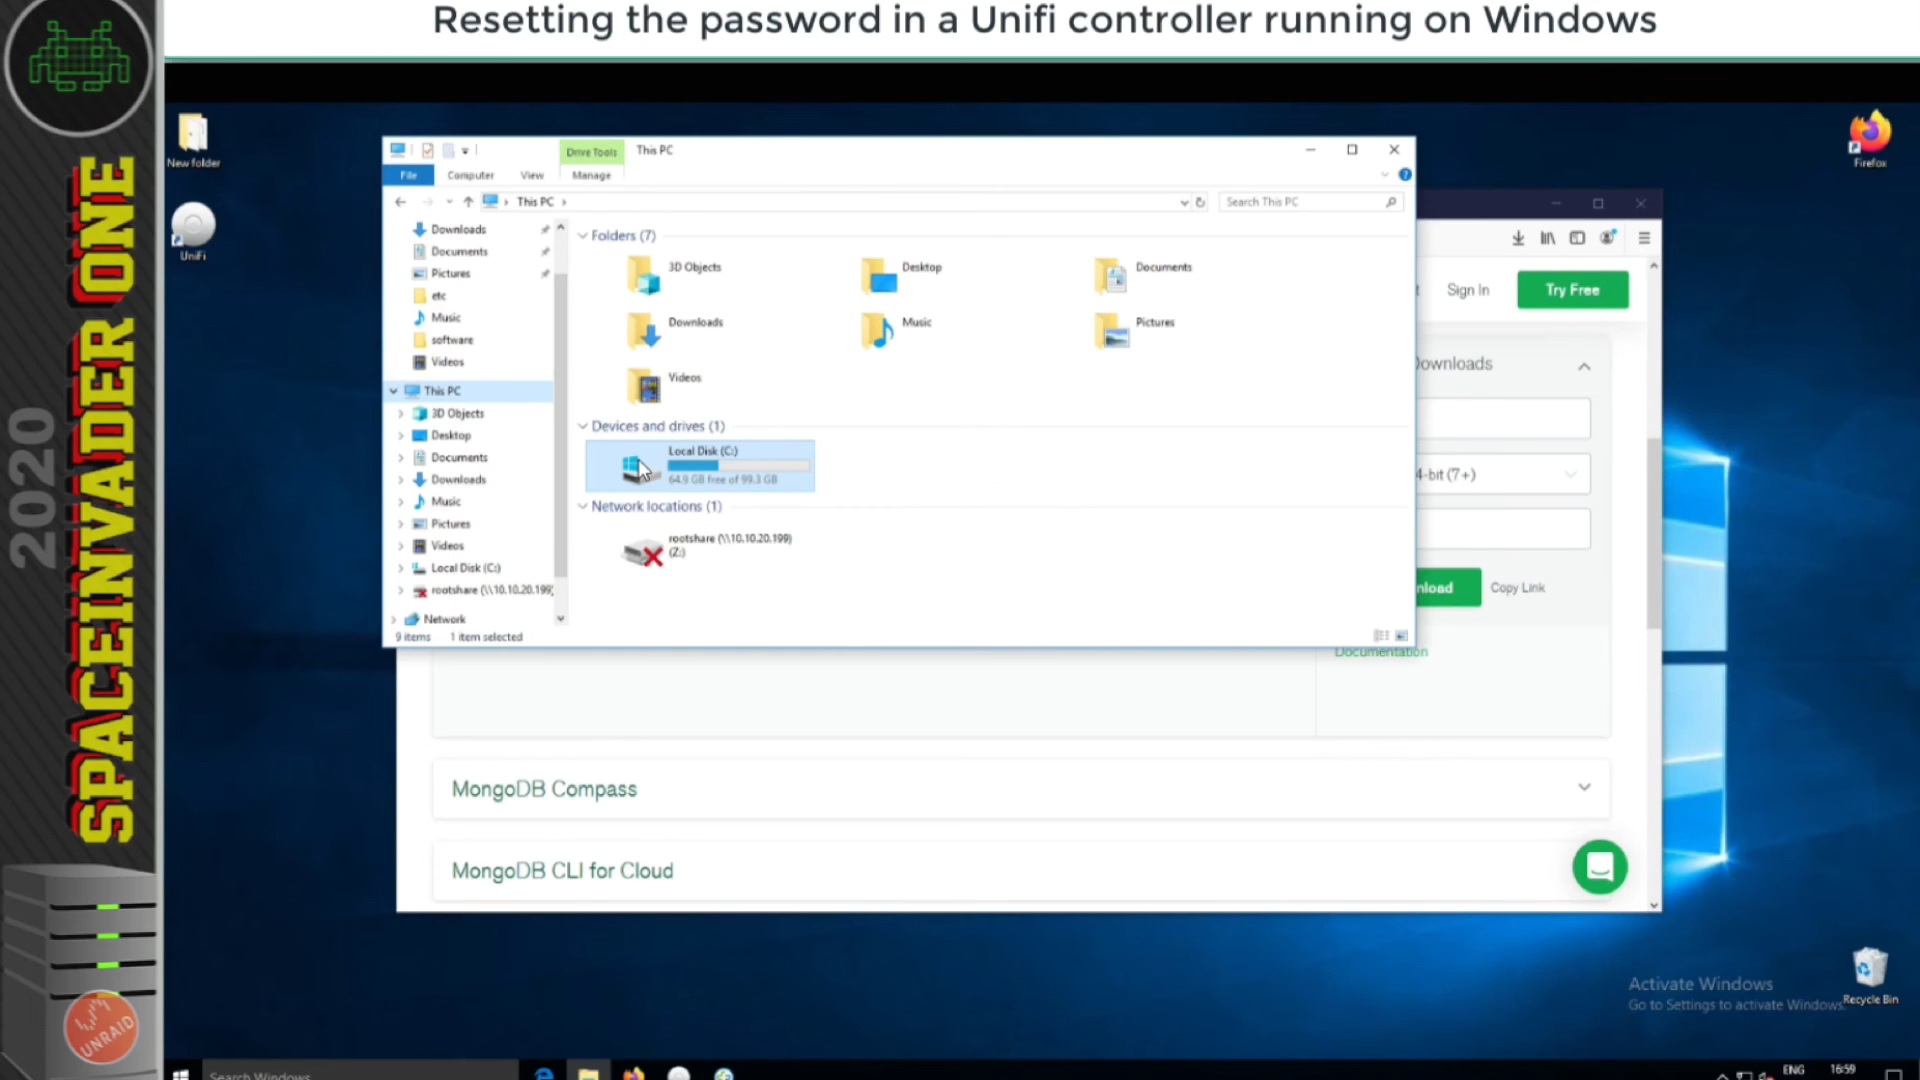 Resetting the password in a Unifi controller running on Windows
2020
SPACEINVADER ONE
UNRAID
New folder
UniFi
Firefox
Drive Tools
This PC
File
Computer
View
Manage
This PC
Search This PC
Downloads
Documents
Pictures
etc
Music
software
Videos
This PC
3D Objects
Desktop
Documents
Downloads
Music
Pictures
Videos
Local Disk (C:)
rootshare (\\10.10.20.199)
Network
Folders (7)
3D Objects
Desktop
Documents
Downloads
Music
Pictures
Videos
Devices and drives (1)
Local Disk (C:)
64.9 GB free of 99.3 GB
Network locations (1)
rootshare (\\10.10.20.199)
(Z:)
9 items
1 item selected
Sign In
Try Free
Downloads
4-bit (7+)
nload
Copy Link
Documentation
MongoDB Compass
MongoDB CLI for Cloud
Activate Windows
Go to Settings to activate Windows.
Recycle Bin
Search Windows
ENG
16:59